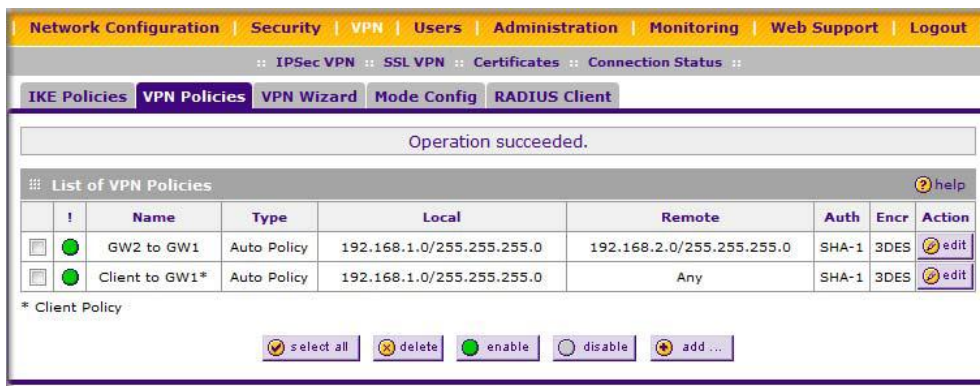 Network Configuration | Security | VPN | Users | Administration | Monitoring | Web Support | Logout
:: IPSec VPN :: SSL VPN :: Certificates :: Connection Status ::
IKE Policies VPN Policies VPN Wizard Mode Config RADIUS Client
Operation succeeded.
List of VPN Policies ? help
! Name Type Local Remote Auth Encr Action
GW2 to GW1 Auto Policy 192.168.1.0/255.255.255.0 192.168.2.0/255.255.255.0 SHA-1 3DES edit
Client to GW1* Auto Policy 192.168.1.0/255.255.255.0 Any SHA-1 3DES edit
* Client Policy
select all delete enable disable add ...